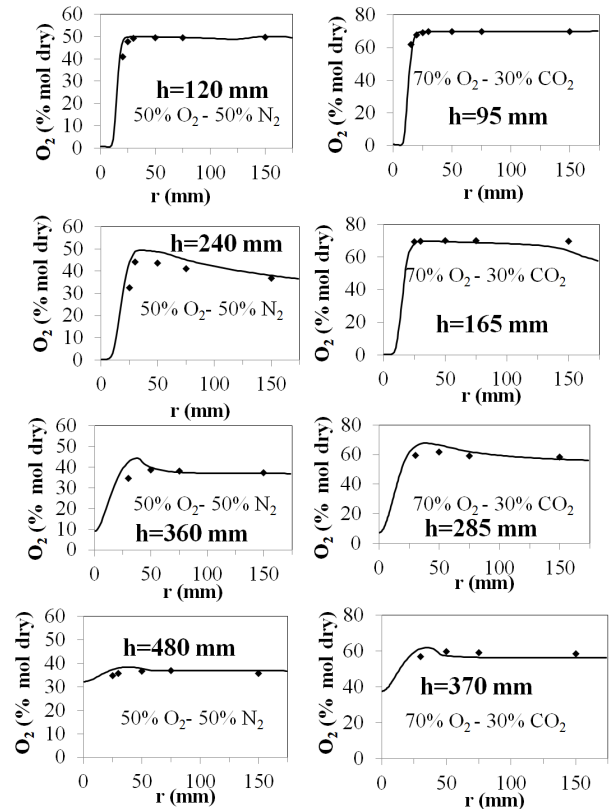 O2 (% mol dry)
60
50
40
30
20
10
0
h=120 mm
50% O2 - 50% N2
0 50 100 150
r (mm)
O2 (% mol dry)
80
60
40
20
0
70% O2 - 30% CO2
h=95 mm
0 50 100 150
r (mm)
O2 (% mol dry)
60
50
40
30
20
10
0
h=240 mm
50% O2- 50% N2
0 50 100 150
r (mm)
O2 (% mol dry)
80
60
40
20
0
70% O2 - 30% CO2
h=165 mm
0 50 100 150
r (mm)
O2 (% mol dry)
60
50
40
30
20
10
0
50% O2- 50% N2
h=360 mm
0 50 100 150
r (mm)
O2 (% mol dry)
80
60
40
20
0
70% O2 - 30% CO2
h=285 mm
0 50 100 150
r (mm)
O2 (% mol dry)
60
50
40
30
20
10
0
h=480 mm
50% O2- 50% N2
0 50 100 150
r (mm)
O2 (% mol dry)
80
60
40
20
0
h=370 mm
70% O2 - 30% CO2
0 50 100 150
r (mm)